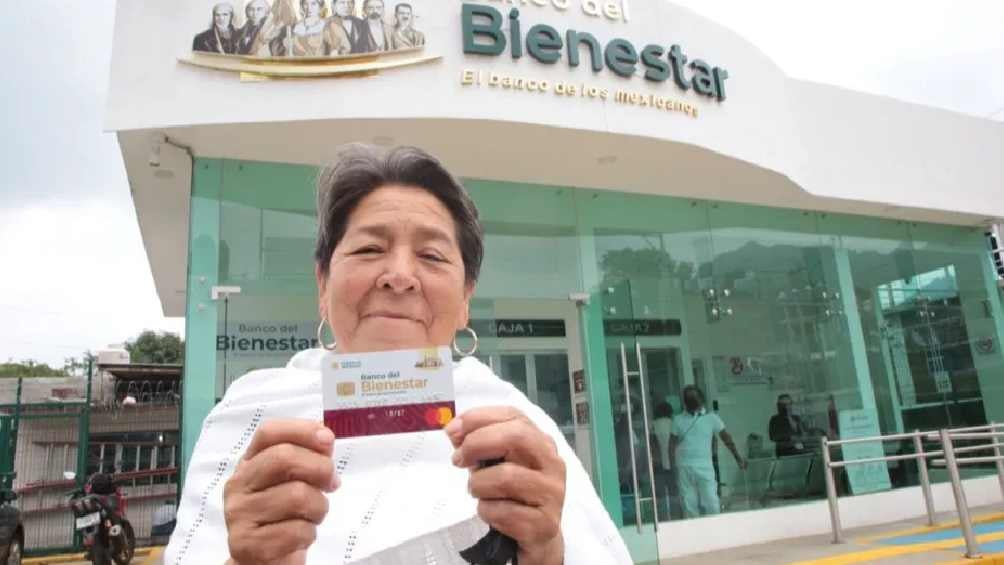 Banco del
Bienestar
El banco de los mexicanos
Banco del
Bienestar
CAJA 1
CAJA 2
Banco del
Bienestar